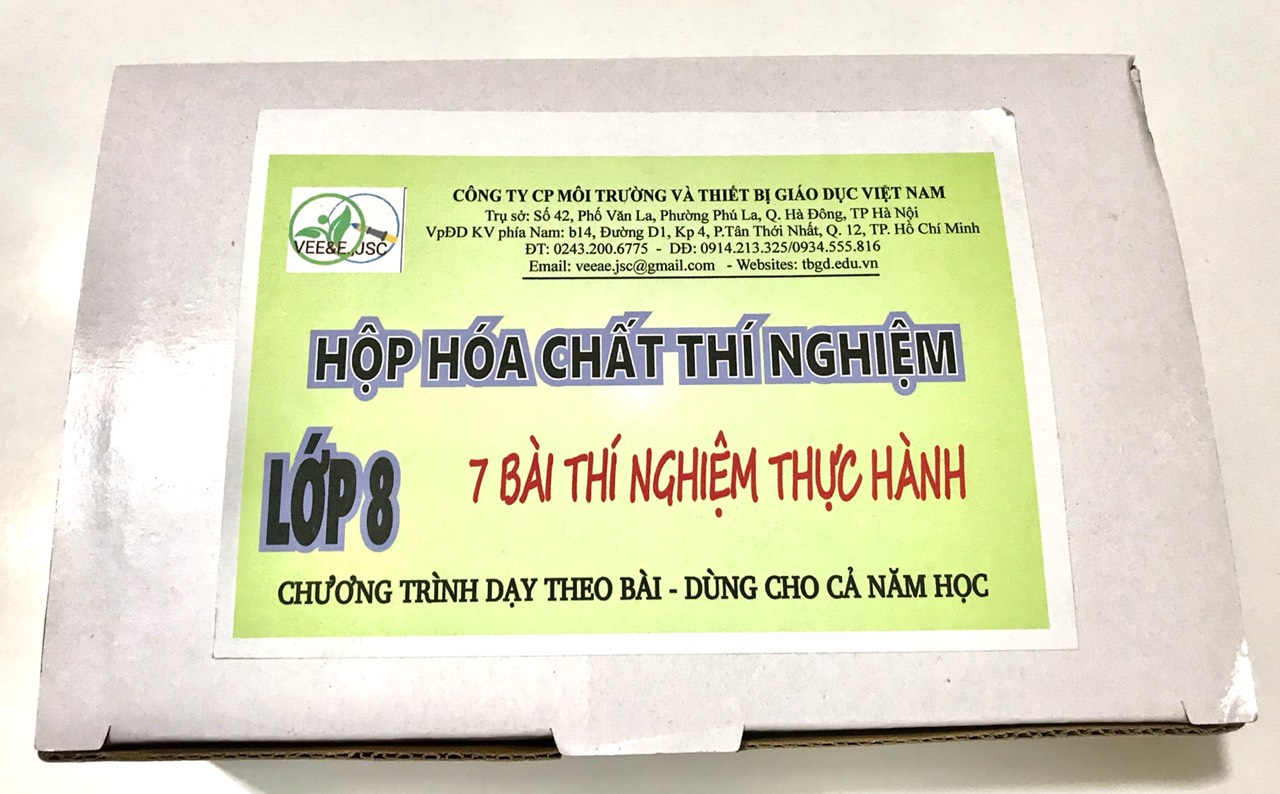 VEE&E.,JSC
CÔNG TY CP MÔI TRƯỜNG VÀ THIẾT BỊ GIÁO DỤC VIỆT NAM
Trụ sở: Số 42, Phố Văn La, Phường Phú La, Q. Hà Đông, TP Hà Nội
VpĐD KV phía Nam: b14, Đường D1, Kp 4, P.Tân Thới Nhất, Q. 12, TP. Hồ Chí Minh
ĐT: 0243.200.6775 - DĐ: 0914.213.325/0934.555.816
Email: veeae.jsc@gmail.com - Websites: tbgd.edu.vn
HỘP HÓA CHẤT THÍ NGHIỆM
LỚP 8
7 BÀI THÍ NGHIỆM THỰC HÀNH
CHƯƠNG TRÌNH DẠY THEO BÀI - DÙNG CHO CẢ NĂM HỌC